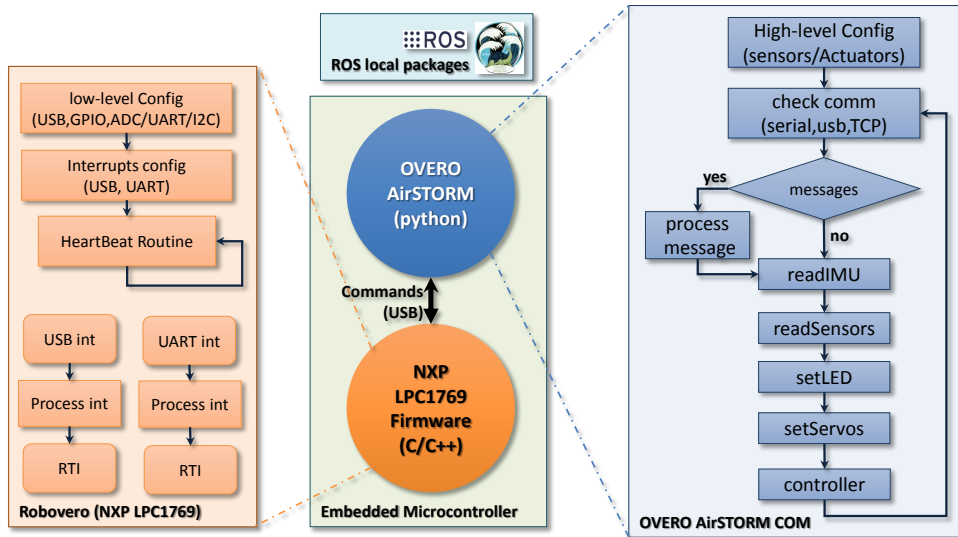 ROS
ROS local packages
low-level Config
(USB,GPIO,ADC/UART/I2C)
Interrupts config
(USB, UART)
HeartBeat Routine
USB int
UART int
Process int
Process int
RTI
RTI
Robovero (NXP LPC1769)
OVERO
AirSTORM
(python)
Commands
(USB)
NXP
LPC1769
Firmware
(C/C++)
Embedded Microcontroller
High-level Config
(sensors/Actuators)
check comm
(serial,usb,TCP)
messages
yes
no
process
message
readIMU
readSensors
setLED
setServos
controller
OVERO AirSTORM COM